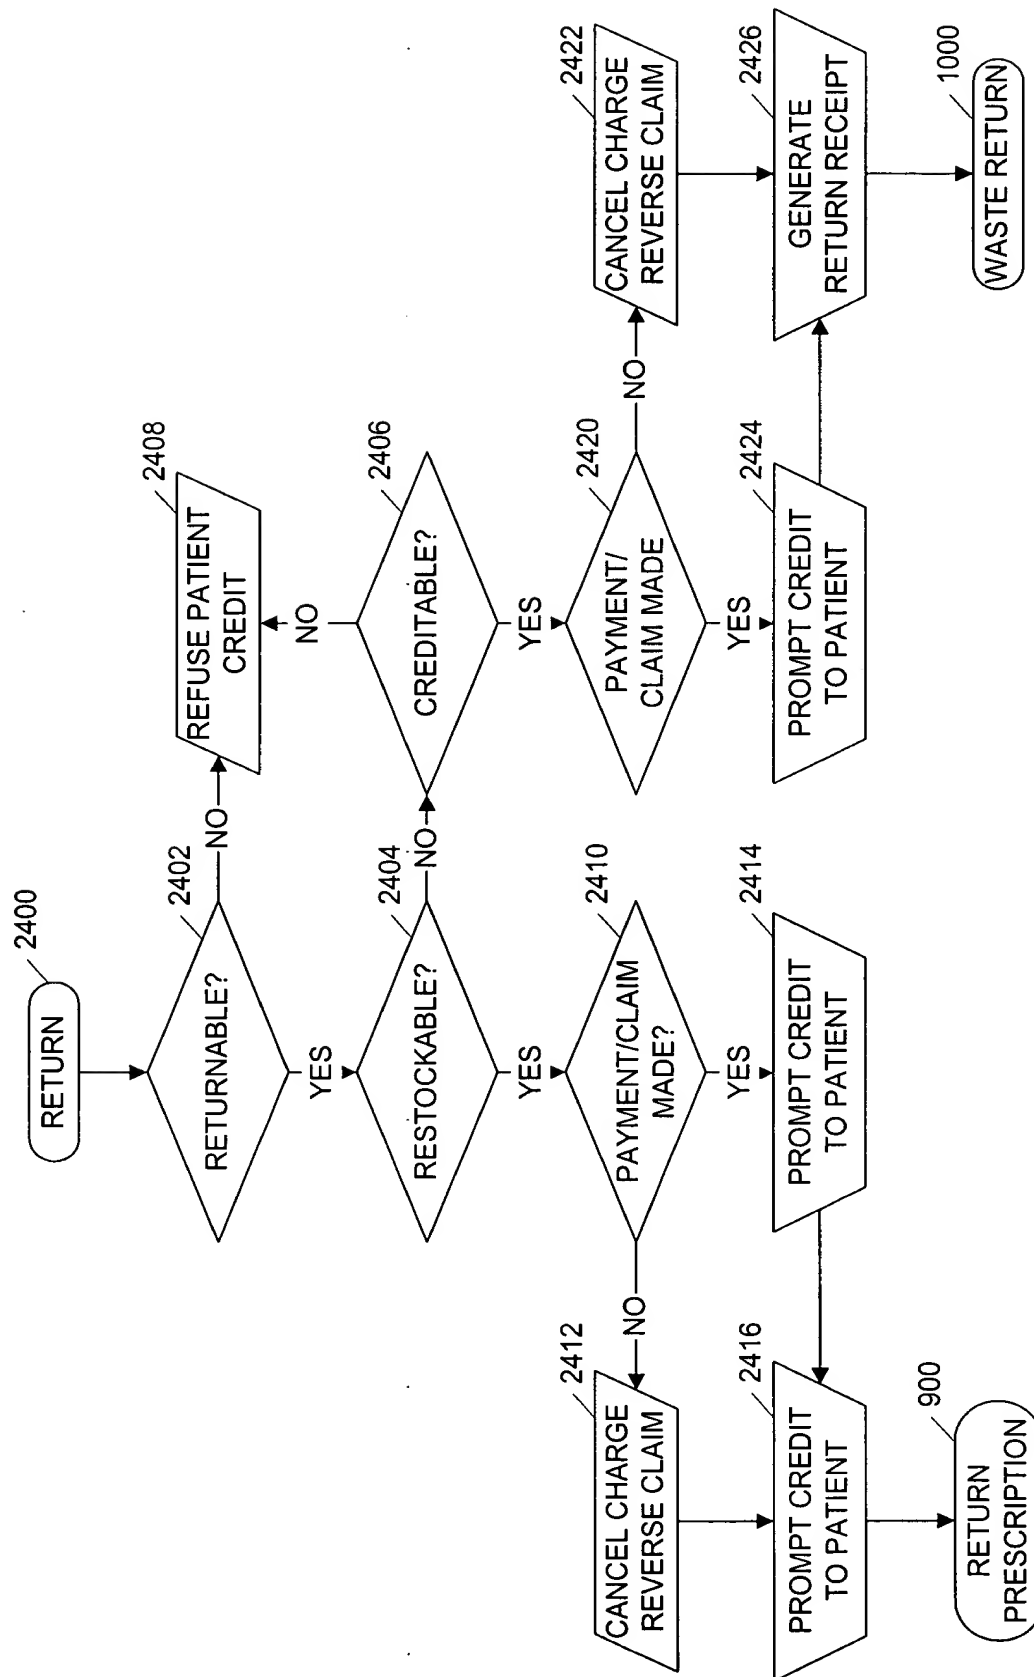 RETURN
2400
RETURNABLE?
2402
NO
REFUSE PATIENT
CREDIT
2408
YES
RESTOCKABLE?
2404
NO
CREDITABLE?
2406
NO
YES
YES
PAYMENT/CLAIM
MADE?
2410
NO
CANCEL CHARGE
REVERSE CLAIM
2412
PAYMENT/
CLAIM MADE
2420
NO
CANCEL CHARGE
REVERSE CLAIM
2422
YES
YES
PROMPT CREDIT
TO PATIENT
2416
PROMPT CREDIT
TO PATIENT
2414
PROMPT CREDIT
TO PATIENT
2424
GENERATE
RETURN RECEIPT
2426
RETURN
PRESCRIPTION
900
WASTE RETURN
1000